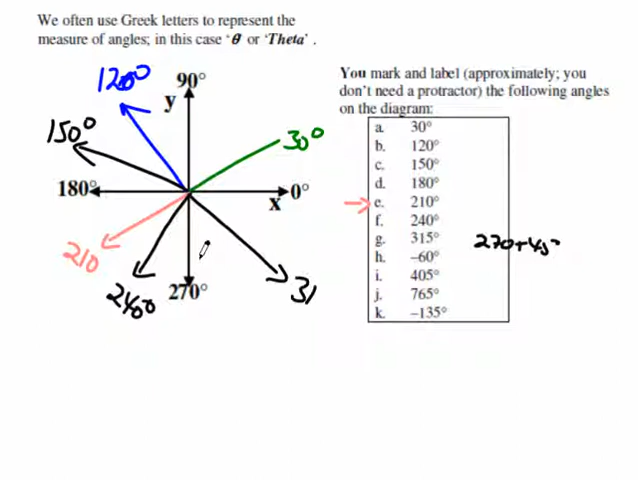 We often use Greek letters to represent the
measure of angles; in this case ‘θ or ‘Theta’ .
You mark and label (approximately; you
don’t need a protractor) the following angles
on the diagram:
120°
90°
y
150°
30°
180°
0°
x
210
240°
270°
31
a. 30°
b. 120°
c. 150°
d. 180°
e. 210°
f. 240°
g. 315°
h. –60°
i. 405°
j. 765°
k. –135°
270+45°